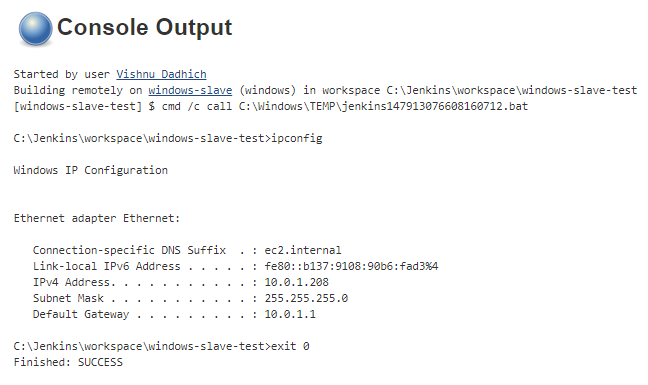 Console Output
Started by user Vishnu Dadhich
Building remotely on windows-slave (windows) in workspace C:\Jenkins\workspace\windows-slave-test
[windows-slave-test] $ cmd /c call C:\Windows\TEMP\jenkins147913076608160712.bat
C:\Jenkins\workspace\windows-slave-test>ipconfig
Windows IP Configuration
Ethernet adapter Ethernet:
Connection-specific DNS Suffix  . : ec2.internal
Link-local IPv6 Address . . . . . : fe80::b137:9108:90b6:fad3%4
IPv4 Address. . . . . . . . . . . : 10.0.1.208
Subnet Mask . . . . . . . . . . . : 255.255.255.0
Default Gateway . . . . . . . . . : 10.0.1.1
C:\Jenkins\workspace\windows-slave-test>exit 0
Finished: SUCCESS